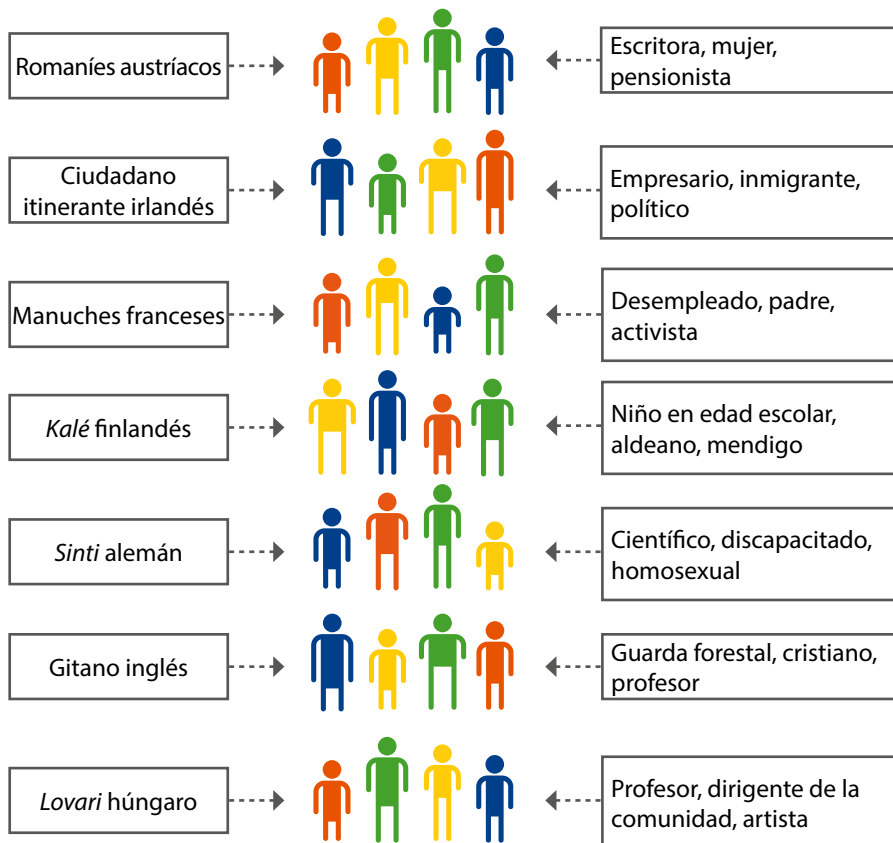 Romaníes austríacos
Escritora, mujer,
pensionista
Ciudadano
itinerante irlandés
Empresario, inmigrante,
político
Manuches franceses
Desempleado, padre,
activista
Kalé finlandés
Niño en edad escolar,
aldeano, mendigo
Sinti alemán
Científico, discapacitado,
homosexual
Gitano inglés
Guarda forestal, cristiano,
profesor
Lovari húngaro
Profesor, dirigente de la
comunidad, artista